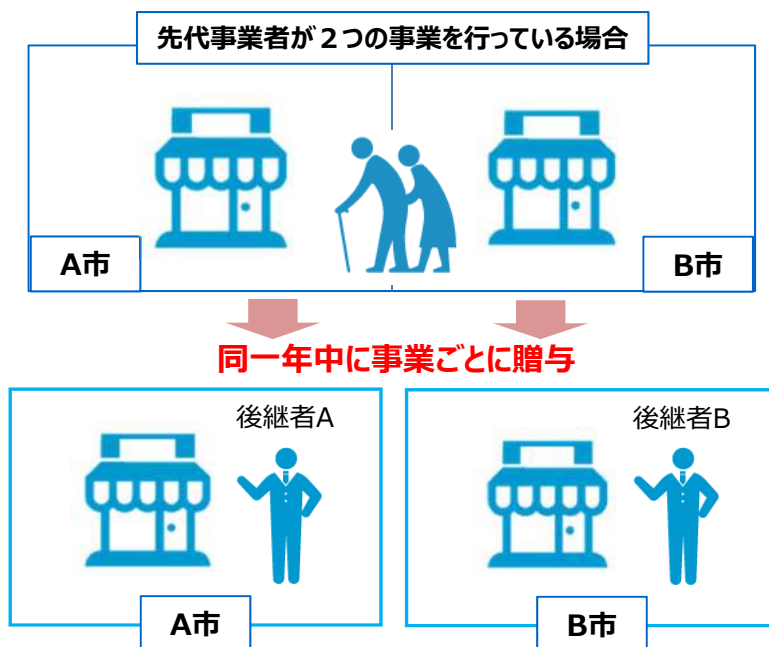 先代事業者が２つの事業を行っている場合
A市
B市
同一年中に事業ごとに贈与
後継者A
後継者B
A市
B市